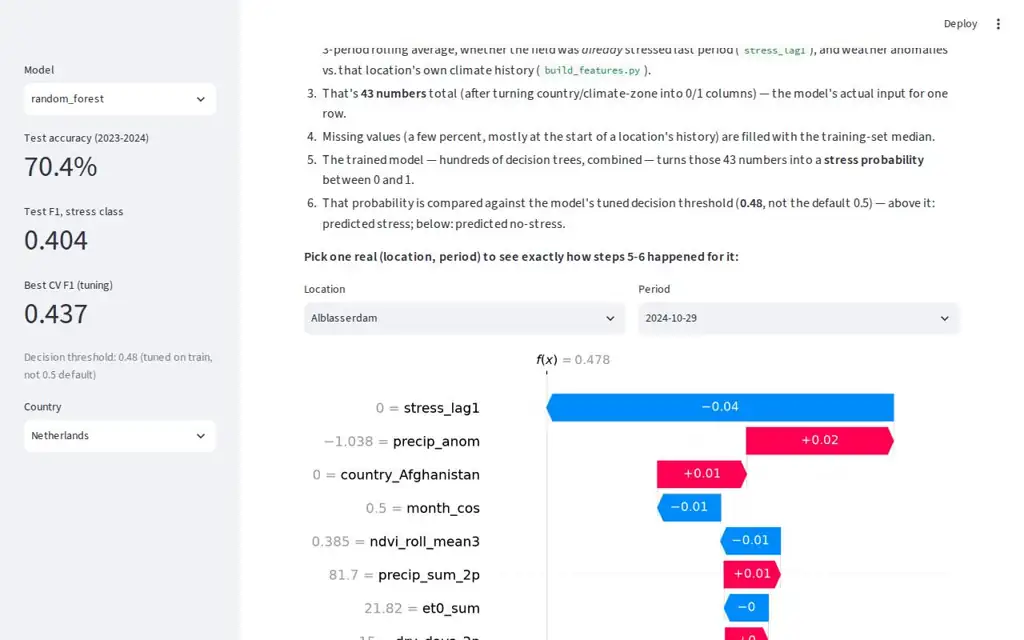 Deploy
Model
random_forest
Test accuracy (2023-2024)
70.4%
Test F1, stress class
0.404
Best CV F1 (tuning)
0.437
Decision threshold: 0.48 (tuned on train,
not 0.5 default)
Country
Netherlands
3-period rolling average, whether the field was already stressed last period ( stress_lag1 ), and weather anomalies
vs. that location's own climate history ( build_features.py ).
3. That's 43 numbers total (after turning country/climate-zone into 0/1 columns) — the model's actual input for one
row.
4. Missing values (a few percent, mostly at the start of a location's history) are filled with the training-set median.
5. The trained model — hundreds of decision trees, combined — turns those 43 numbers into a stress probability
between 0 and 1.
6. That probability is compared against the model's tuned decision threshold (0.48, not the default 0.5) — above it:
predicted stress; below: predicted no-stress.
Pick one real (location, period) to see exactly how steps 5-6 happened for it:
Location Period
Alblasserdam 2024-10-29
f(x) = 0.478
0 = stress_lag1 −0.04
−1.038 = precip_anom +0.02
0 = country_Afghanistan +0.01
0.5 = month_cos −0.01
0.385 = ndvi_roll_mean3 −0.01
81.7 = precip_sum_2p +0.01
21.82 = et0_sum −0
15 = dry_days_2p +0